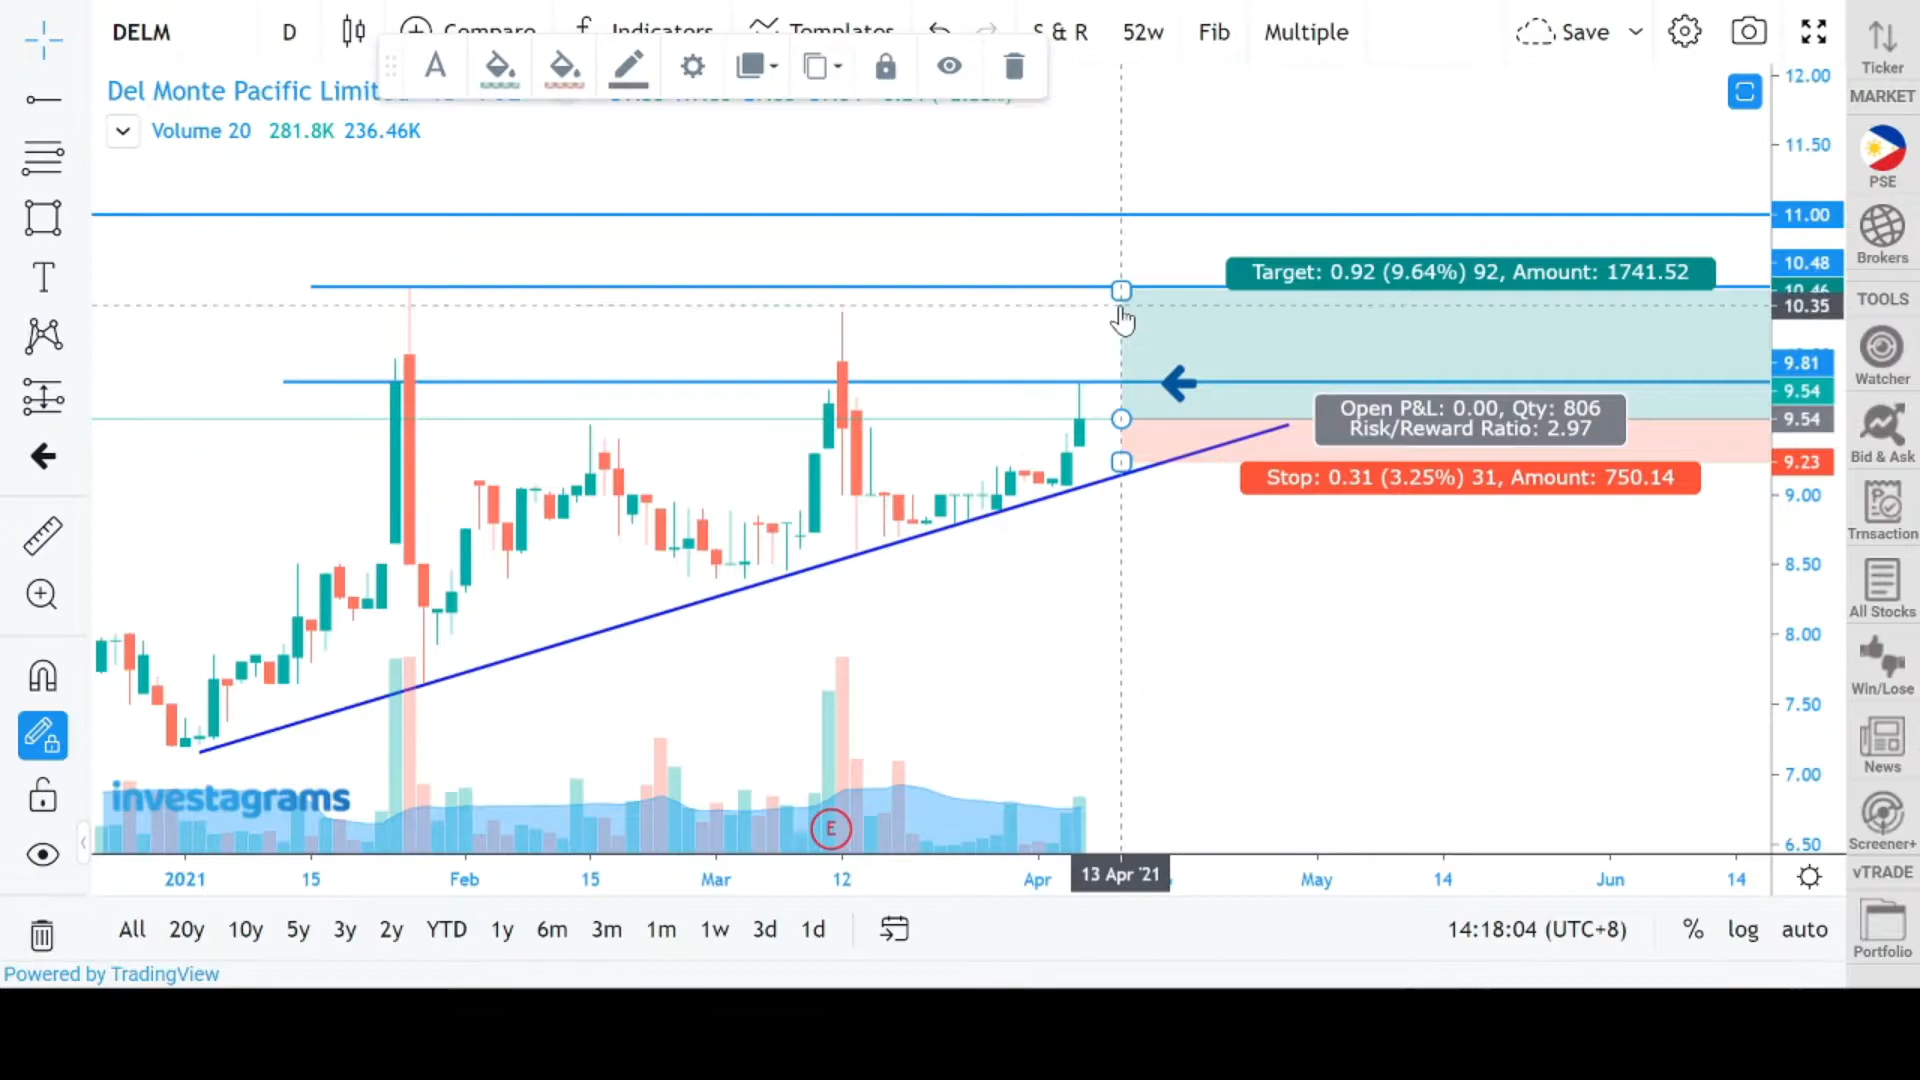 DELM D Compare Indicators Templates S & R 52w Fib Multiple Save
Del Monte Pacific Limit
Volume 20 281.8K 236.46K
12.00
11.50
11.00
10.48
10.46
10.35
9.81
9.54
9.54
9.23
9.00
8.50
8.00
7.50
7.00
6.50
Target: 0.92 (9.64%) 92, Amount: 1741.52
Open P&L: 0.00, Qty: 806
Risk/Reward Ratio: 2.97
Stop: 0.31 (3.25%) 31, Amount: 750.14
investagrams
E
2021 15 Feb 15 Mar 12 Apr 13 Apr '21 May 14 Jun 14
All 20y 10y 5y 3y 2y YTD 1y 6m 3m 1m 1w 3d 1d 14:18:04 (UTC+8) % log auto
Powered by TradingView
Ticker
MARKET
PSE
Brokers
TOOLS
Watcher
Bid & Ask
Trnsaction
All Stocks
Win/Lose
News
Screener+
vTRADE
Portfolio